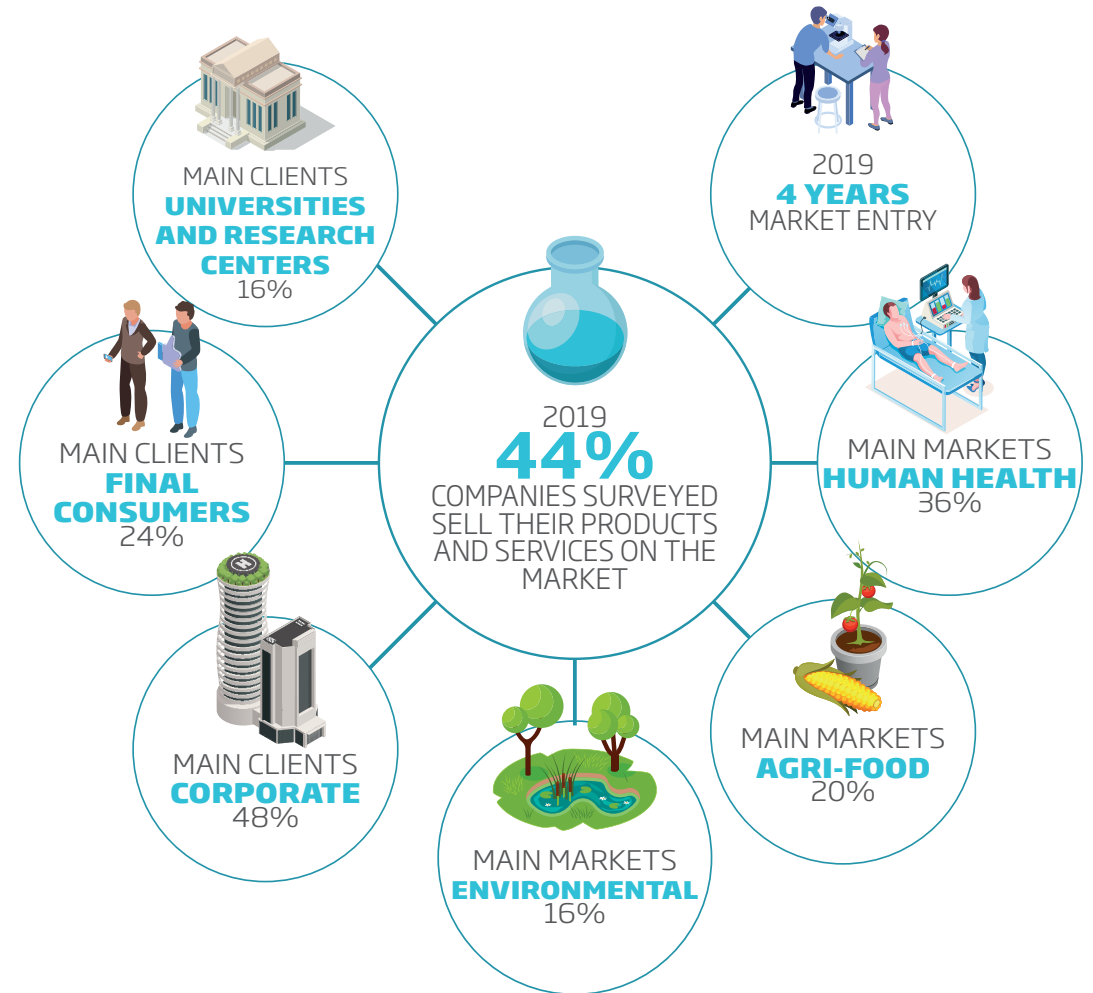 MAIN CLIENTS
UNIVERSITIES
AND RESEARCH
CENTERS
16%
2019
4 YEARS
MARKET ENTRY
MAIN CLIENTS
FINAL
CONSUMERS
24%
2019
44%
COMPANIES SURVEYED
SELL THEIR PRODUCTS
AND SERVICES ON THE
MARKET
MAIN MARKETS
HUMAN HEALTH
36%
MAIN CLIENTS
CORPORATE
48%
MAIN MARKETS
AGRI-FOOD
20%
MAIN MARKETS
ENVIRONMENTAL
16%